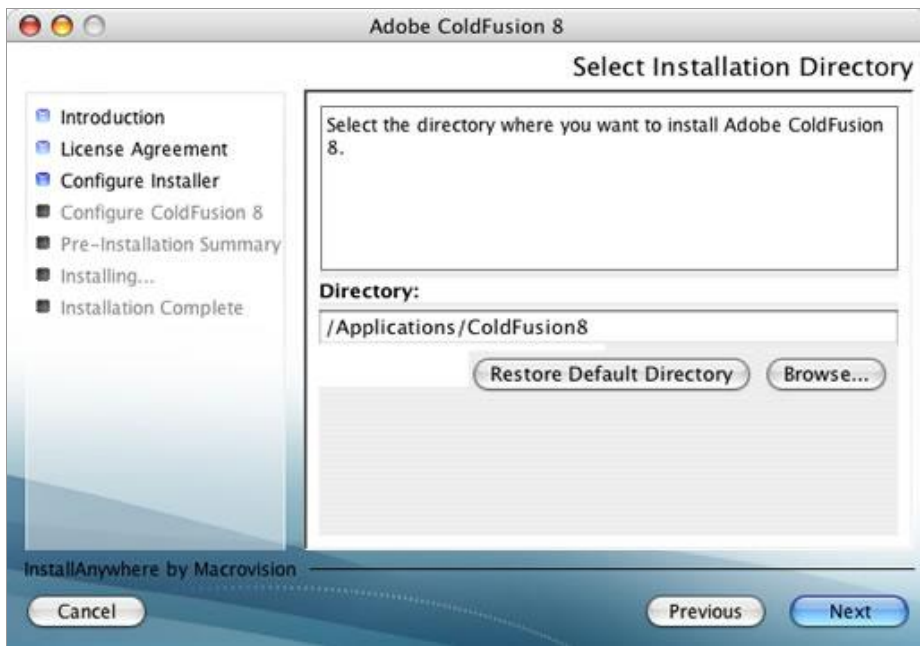 Adobe ColdFusion 8
Select Installation Directory
Introduction
License Agreement
Configure Installer
Configure ColdFusion 8
Pre-Installation Summary
Installing...
Installation Complete
Select the directory where you want to install Adobe ColdFusion
8.
Directory:
/Applications/ColdFusion8
Restore Default Directory
Browse...
InstallAnywhere by Macrovision
Cancel
Previous
Next